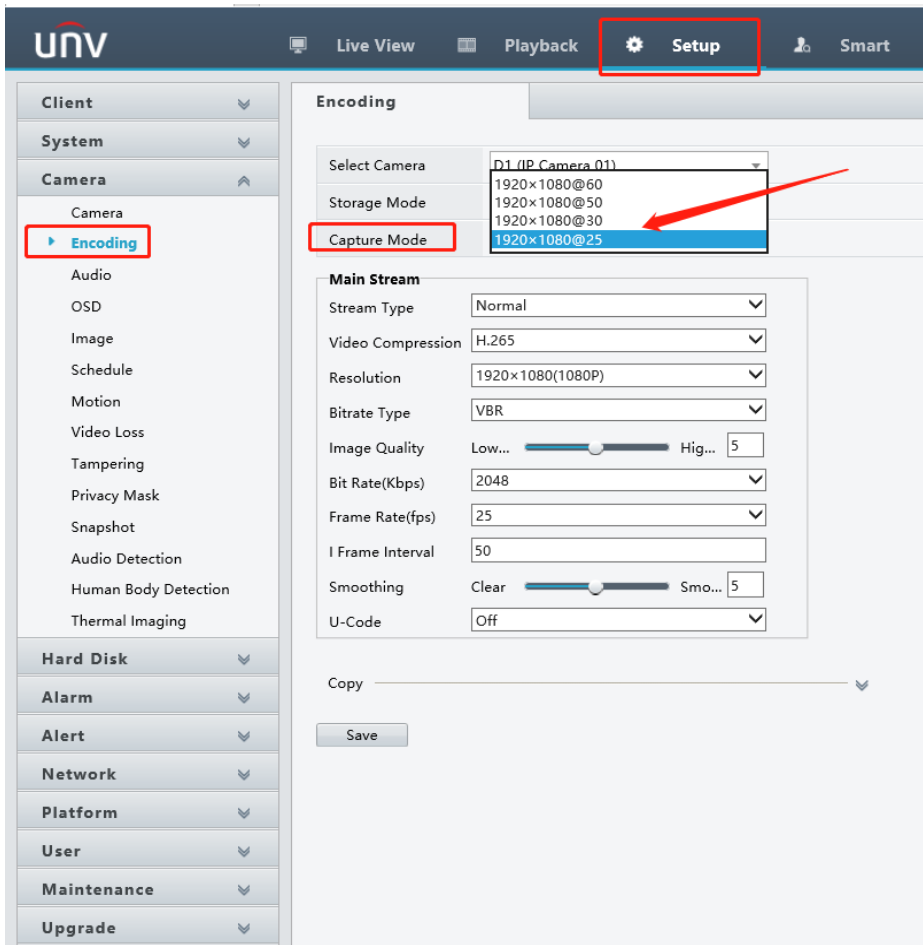 unv
Live View
Playback
Setup
Smart
Client
System
Camera
Camera
Encoding
Audio
OSD
Image
Schedule
Motion
Video Loss
Tampering
Privacy Mask
Snapshot
Audio Detection
Human Body Detection
Thermal Imaging
Hard Disk
Alarm
Alert
Network
Platform
User
Maintenance
Upgrade
Encoding
Select Camera D1 (IP Camera 01)
1920×1080@60
Storage Mode 1920×1080@50
1920×1080@30
Capture Mode 1920×1080@25
Main Stream
Stream Type Normal
Video Compression H.265
Resolution 1920×1080(1080P)
Bitrate Type VBR
Image Quality Low... Hig... 5
Bit Rate(Kbps) 2048
Frame Rate(fps) 25
I Frame Interval 50
Smoothing Clear Smo... 5
U-Code Off
Copy
Save